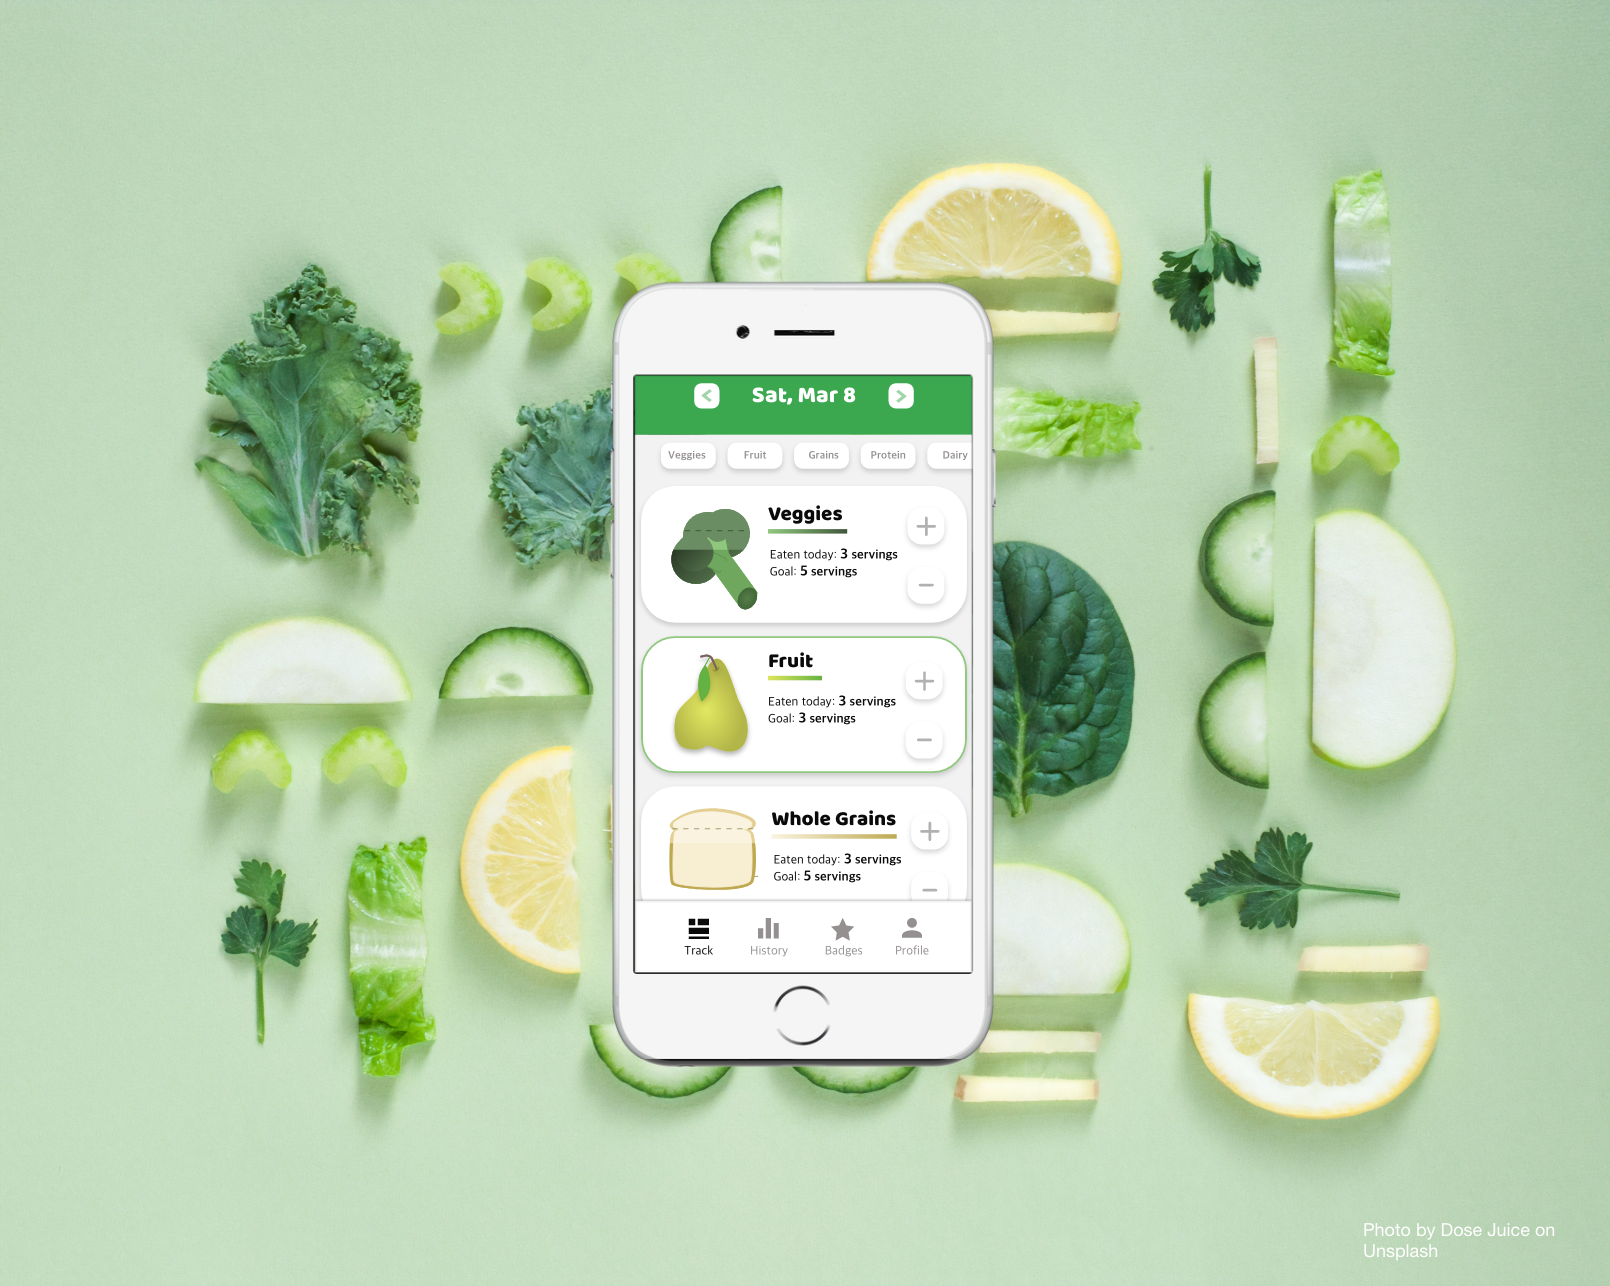 Sat, Mar 8
Veggies Fruit Grains Protein Dairy
Veggies
Eaten today: 3 servings
Goal: 5 servings
Fruit
Eaten today: 3 servings
Goal: 3 servings
Whole Grains
Eaten today: 3 servings
Goal: 5 servings
Track History Badges Profile
Photo by Dose Juice on
Unsplash